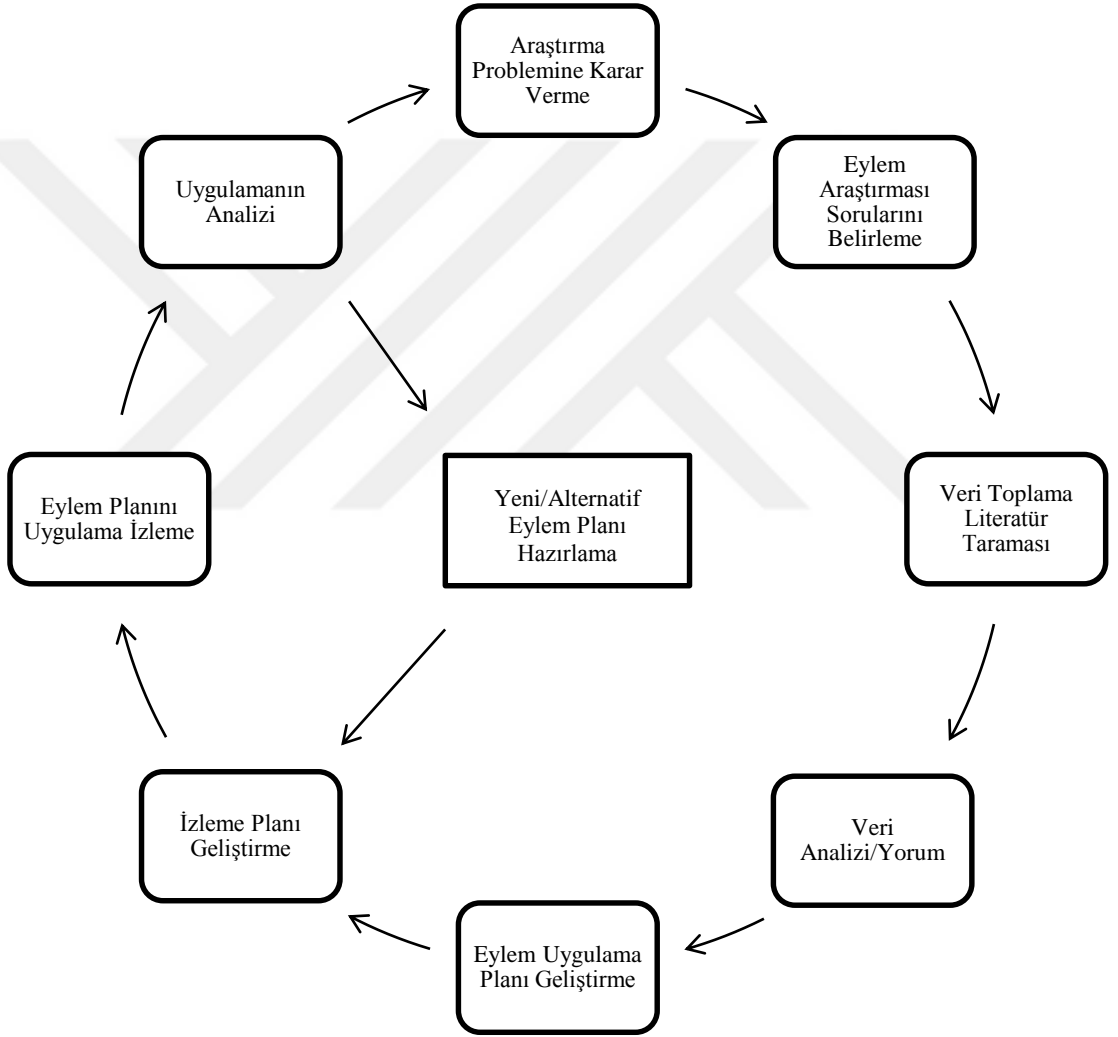 Araştırma
Problemine Karar
Verme
Eylem
Araştırması
Sorularını
Belirleme
Veri Toplama
Literatür
Taraması
Veri
Analizi/Yorum
Eylem Uygulama
Planı Geliştirme
İzleme Planı
Geliştirme
Eylem Planını
Uygulama İzleme
Uygulamanın
Analizi
Yeni/Alternatif
Eylem Planı
Hazırlama